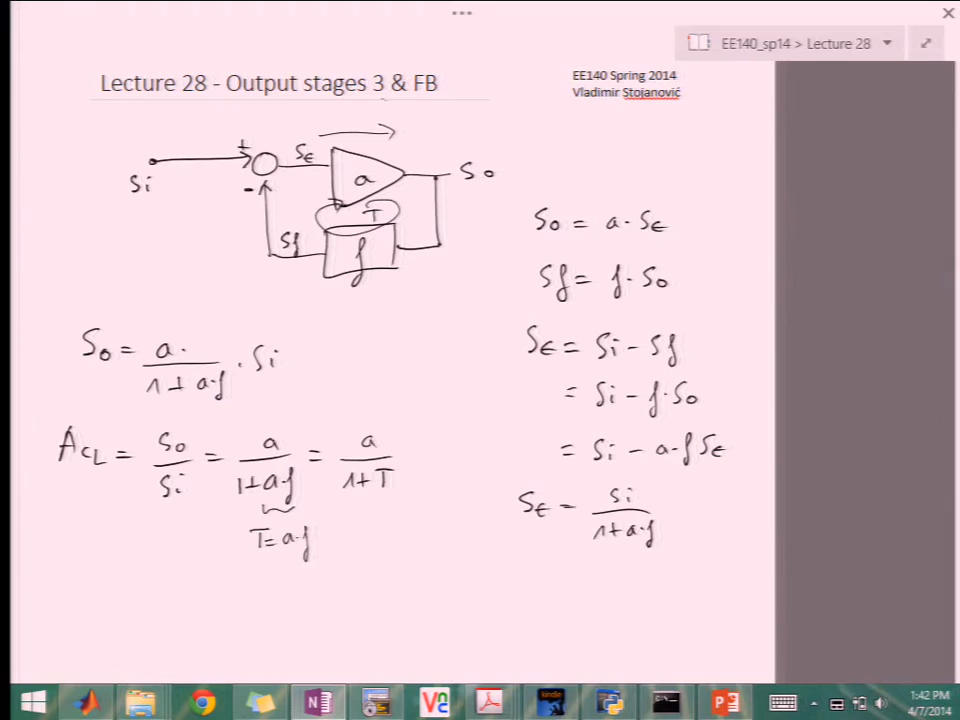 EE140_sp14 > Lecture 28
Lecture 28 - Output stages 3 & FB
EE140 Spring 2014
Vladimir Stojanović
Si
+
-
Sε
a
So
T
Sf
f
So = a · Sε
Sf = f · So
Sε = Si - Sf
= Si - f · So
= Si - a · f Sε
Sε = Si / (1 + a · f)
So = a · / (1 + a · f) · Si
ACL = So / Si = a / (1 + a · f) = a / (1 + T)
T = a · f
1:42 PM
4/7/2014